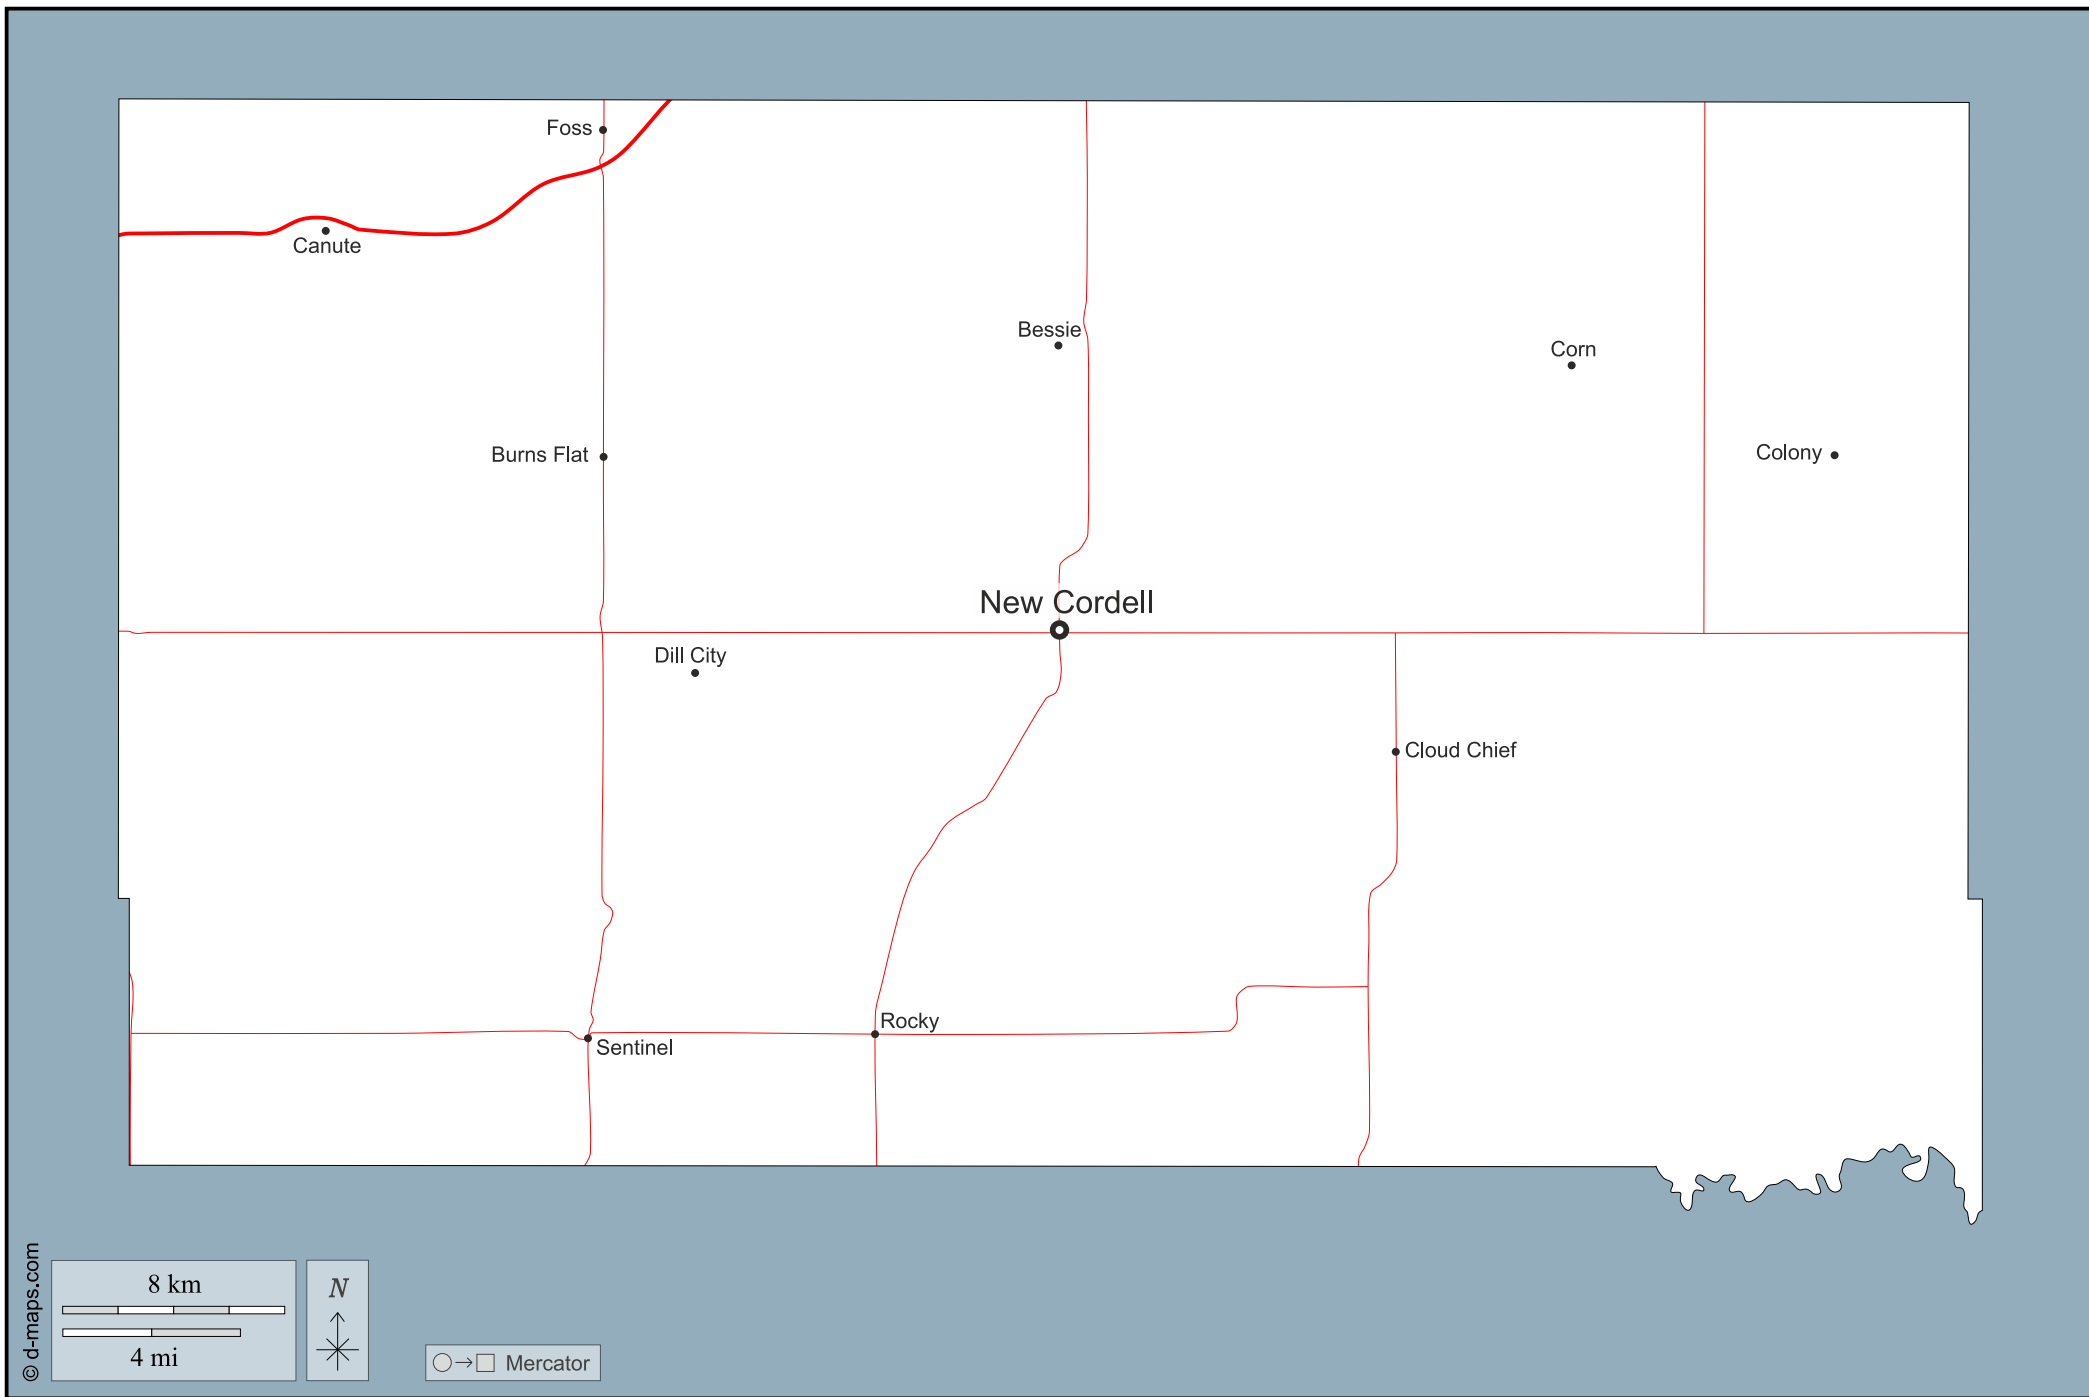 Foss
Canute
Bessie
Corn
Burns Flat
Colony
New Cordell
Dill City
Cloud Chief
Rocky
Sentinel
© d-maps.com
8 km
4 mi
N
Mercator